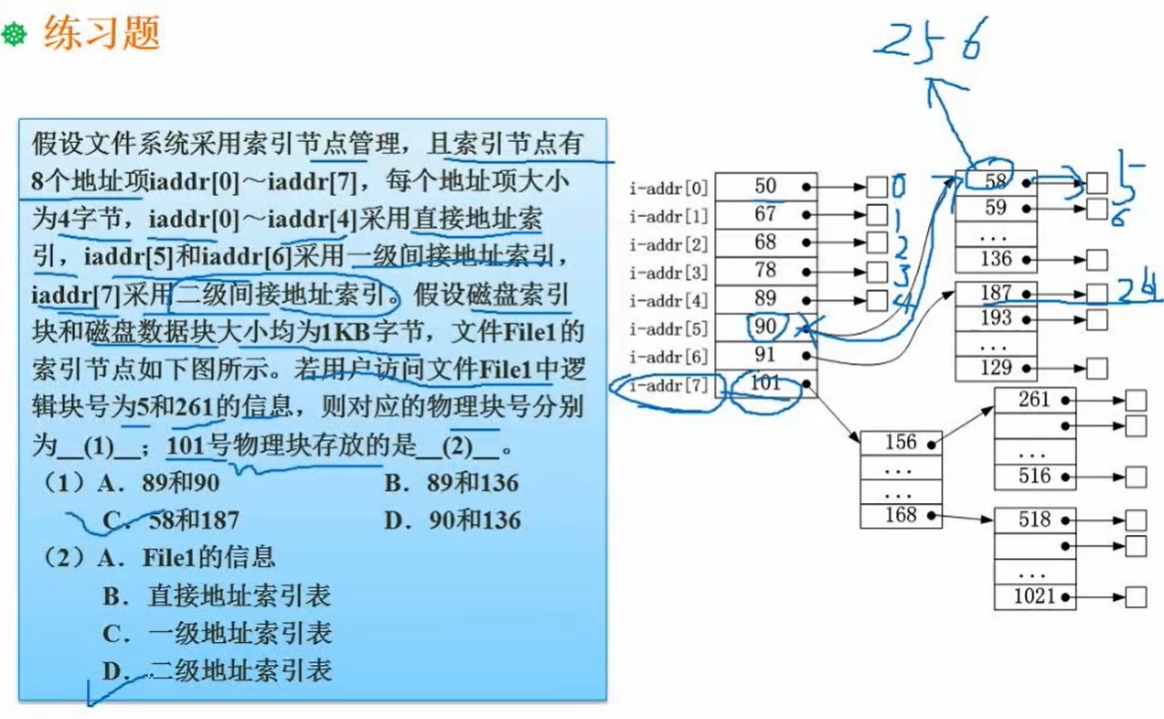 练习题
256
假设文件系统采用索引节点管理，且索引节点有
8个地址项iaddr[0]～iaddr[7]，每个地址项大小
为4字节，iaddr[0]～iaddr[4]采用直接地址索
引，iaddr[5]和iaddr[6]采用一级间接地址索引，
iaddr[7]采用二级间接地址索引。假设磁盘索引
块和磁盘数据块大小均为1KB字节，文件File1的
索引节点如下图所示。若用户访问文件File1中逻
辑块号为5和261的信息，则对应的物理块号分别
为__(1)__；101号物理块存放的是__(2)__。
（1）A．89和90 B．89和136
C．58和187 D．90和136
（2）A．File1的信息
B．直接地址索引表
C．一级地址索引表
D．二级地址索引表
i-addr[0] 50 0
i-addr[1] 67 1
i-addr[2] 68 2
i-addr[3] 78 3
i-addr[4] 89 4
i-addr[5] 90
i-addr[6] 91
i-addr[7] 101
58 5
59 6
...
136
187
193
...
129
156
...
...
168
261
...
516
518
...
1021